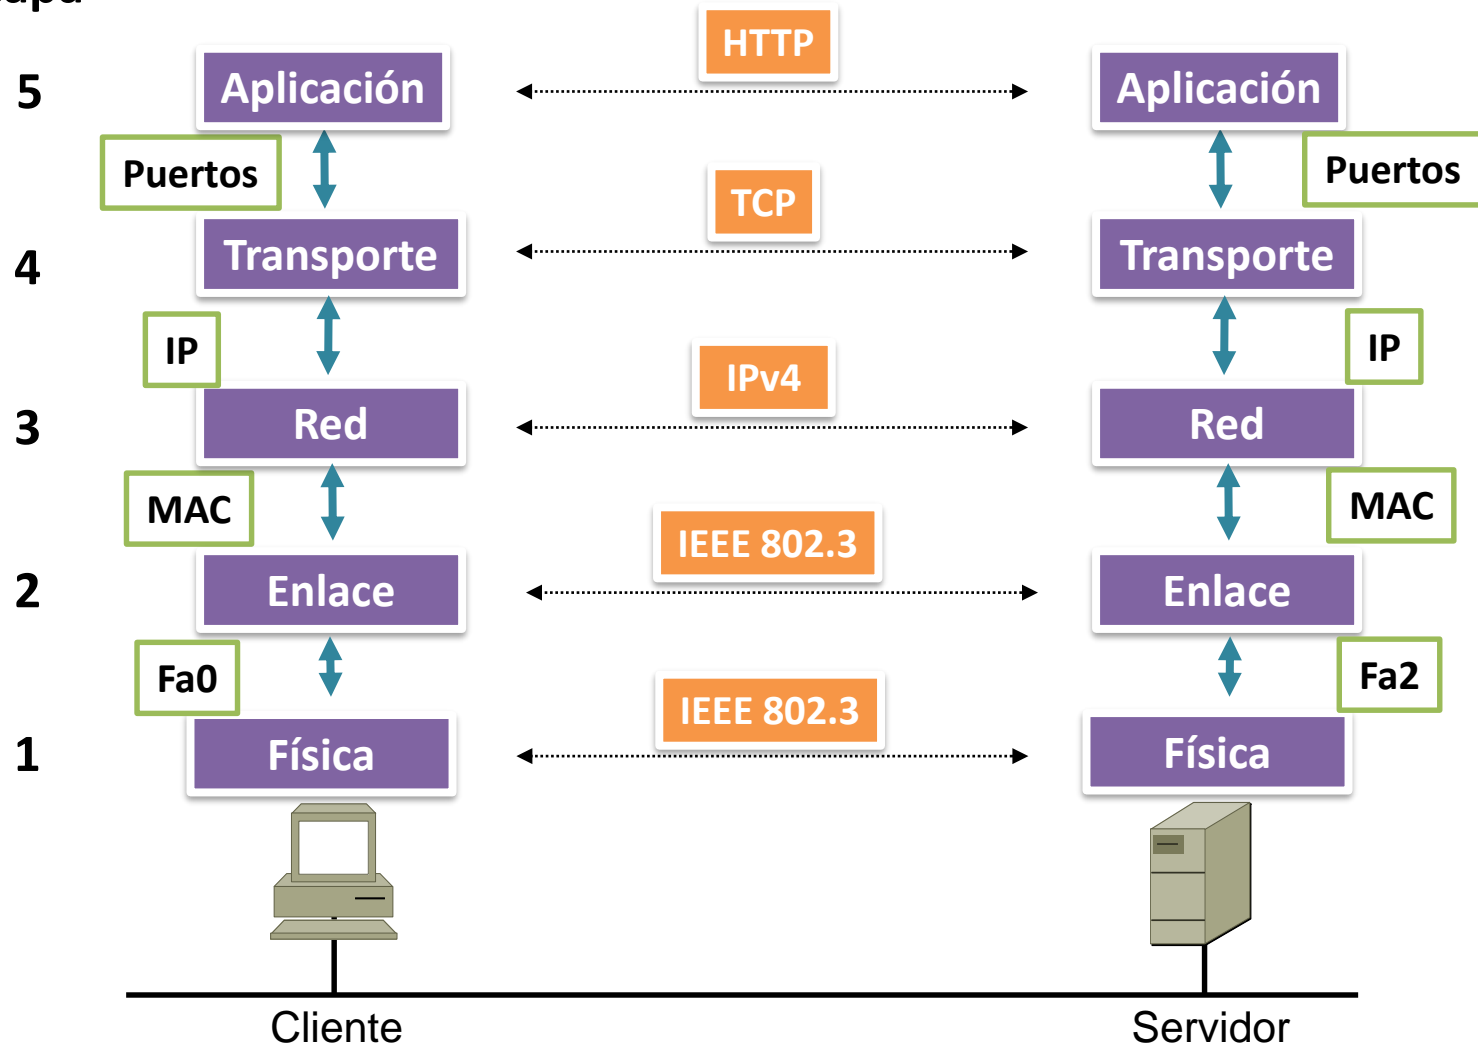 HTTP
5
Aplicación
Aplicación
Puertos
Puertos
TCP
4
Transporte
Transporte
IP
IP
IPv4
3
Red
Red
MAC
MAC
IEEE 802.3
2
Enlace
Enlace
Fa0
Fa2
IEEE 802.3
1
Física
Física
Cliente
Servidor